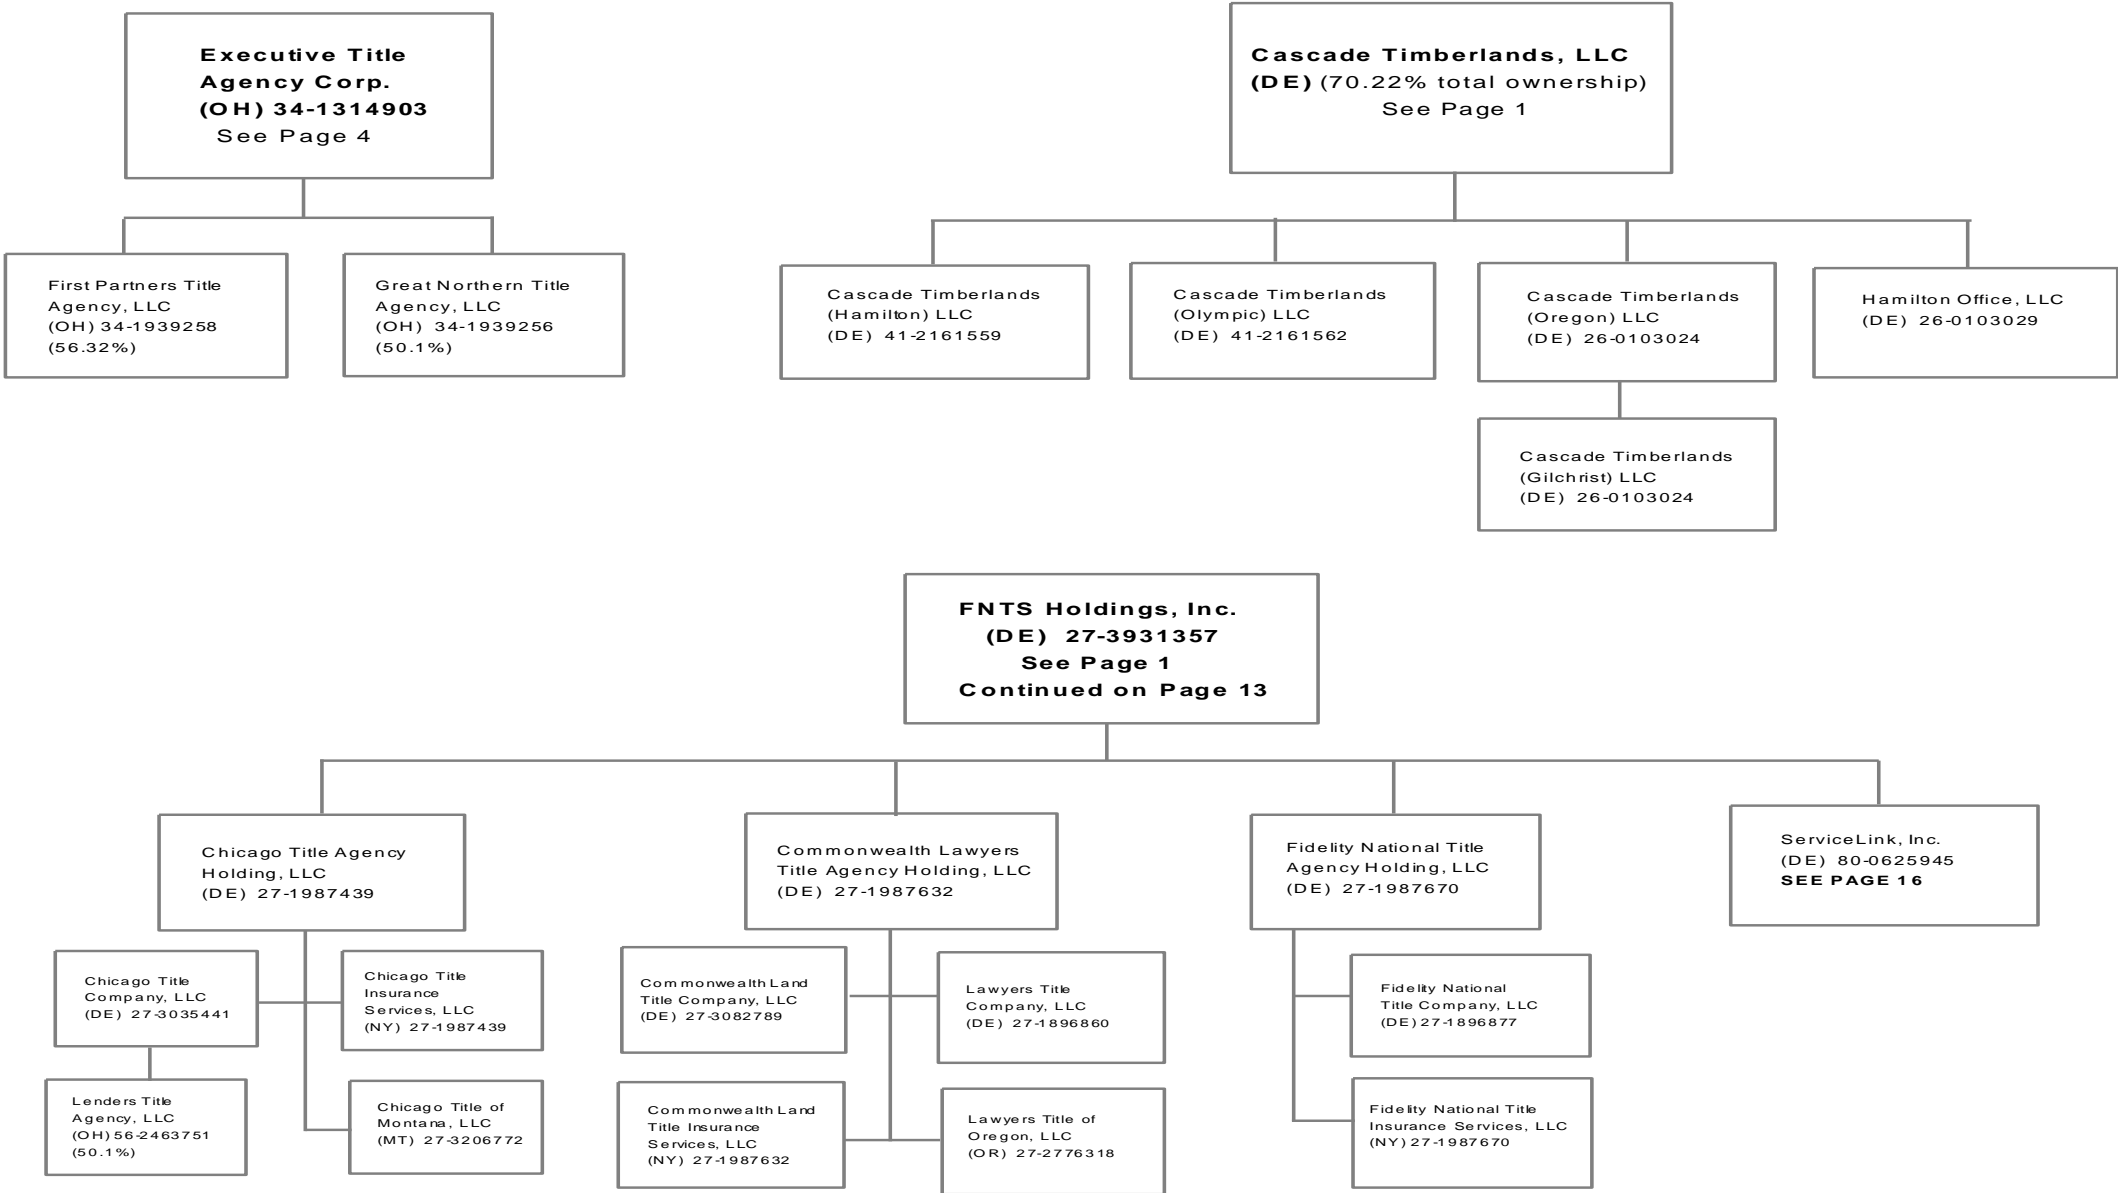 Executive Title
Agency Corp.
(OH) 34-1314903
See Page 4
Cascade Timberlands, LLC
(DE) (70.22% total ownership)
See Page 1
First Partners Title
Agency, LLC
(OH) 34-1939258
(56.32%)
Great Northern Title
Agency, LLC
(OH) 34-1939256
(50.1%)
Cascade Timberlands
(Hamilton) LLC
(DE) 41-2161559
Cascade Timberlands
(Olympic) LLC
(DE) 41-2161562
Cascade Timberlands
(Oregon) LLC
(DE) 26-0103024
Hamilton Office, LLC
(DE) 26-0103029
Cascade Timberlands
(Gilchrist) LLC
(DE) 26-0103024
FNTS Holdings, Inc.
(DE) 27-3931357
See Page 1
Continued on Page 13
Chicago Title Agency
Holding, LLC
(DE) 27-1987439
Commonwealth Lawyers
Title Agency Holding, LLC
(DE) 27-1987632
Fidelity National Title
Agency Holding, LLC
(DE) 27-1987670
ServiceLink, Inc.
(DE) 80-0625945
SEE PAGE 16
Chicago Title
Company, LLC
(DE) 27-3035441
Chicago Title
Insurance
Services, LLC
(NY) 27-1987439
Commonwealth Land
Title Company, LLC
(DE) 27-3082789
Lawyers Title
Company, LLC
(DE) 27-1896860
Fidelity National
Title Company, LLC
(DE) 27-1896877
Lenders Title
Agency, LLC
(OH) 56-2463751
(50.1%)
Chicago Title of
Montana, LLC
(MT) 27-3206772
Commonwealth Land
Title Insurance
Services, LLC
(NY) 27-1987632
Lawyers Title of
Oregon, LLC
(OR) 27-2776318
Fidelity National Title
Insurance Services, LLC
(NY) 27-1987670